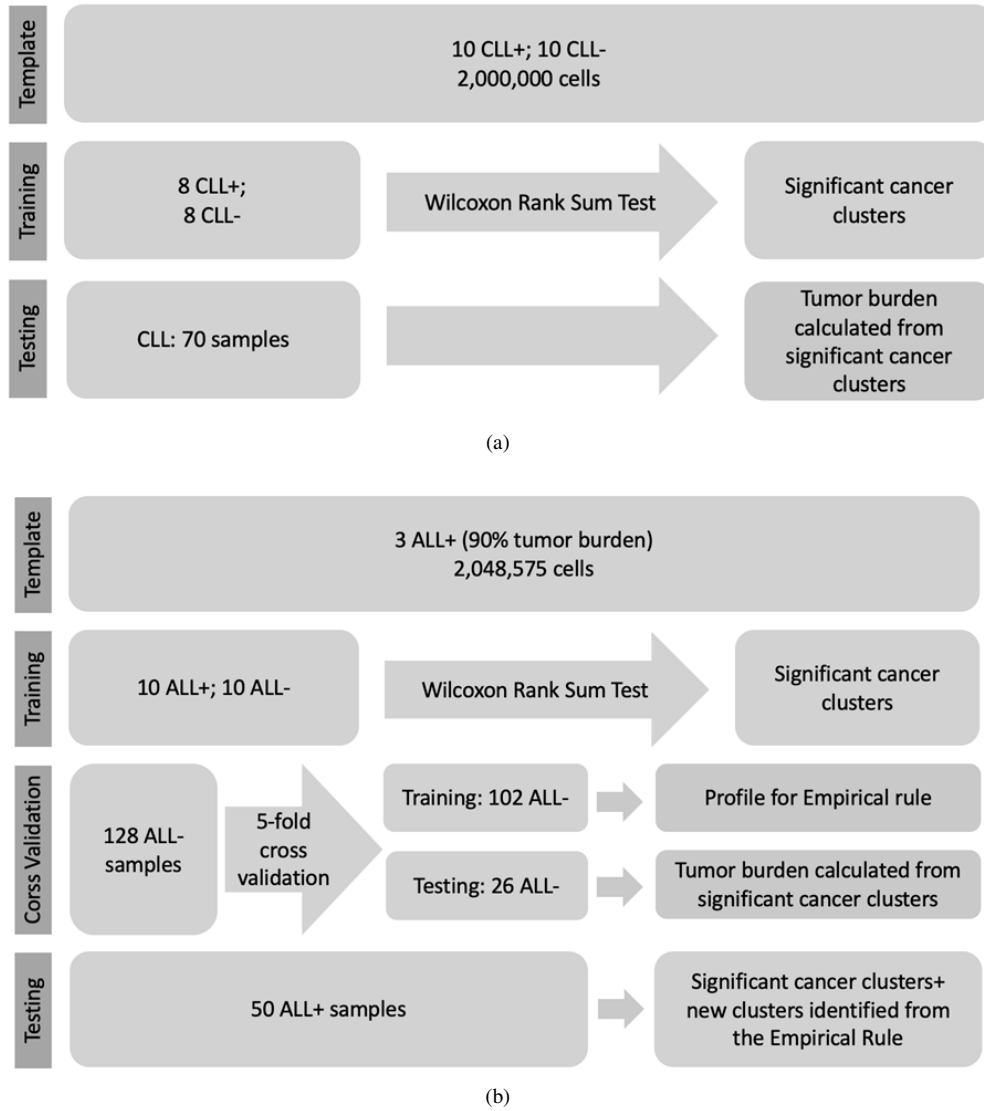 Template
10 CLL+; 10 CLL-
2,000,000 cells
Training
8 CLL+;
8 CLL-
Wilcoxon Rank Sum Test
Significant cancer
clusters
Testing
CLL: 70 samples
Tumor burden
calculated from
significant cancer
clusters
(a)
Template
3 ALL+ (90% tumor burden)
2,048,575 cells
Training
10 ALL+; 10 ALL-
Wilcoxon Rank Sum Test
Significant cancer
clusters
Corss Validation
128 ALL-
samples
5-fold
cross
validation
Training: 102 ALL-
Profile for Empirical rule
Testing: 26 ALL-
Tumor burden calculated from
significant cancer clusters
Testing
50 ALL+ samples
Significant cancer clusters+
new clusters identified from
the Empirical Rule
(b)